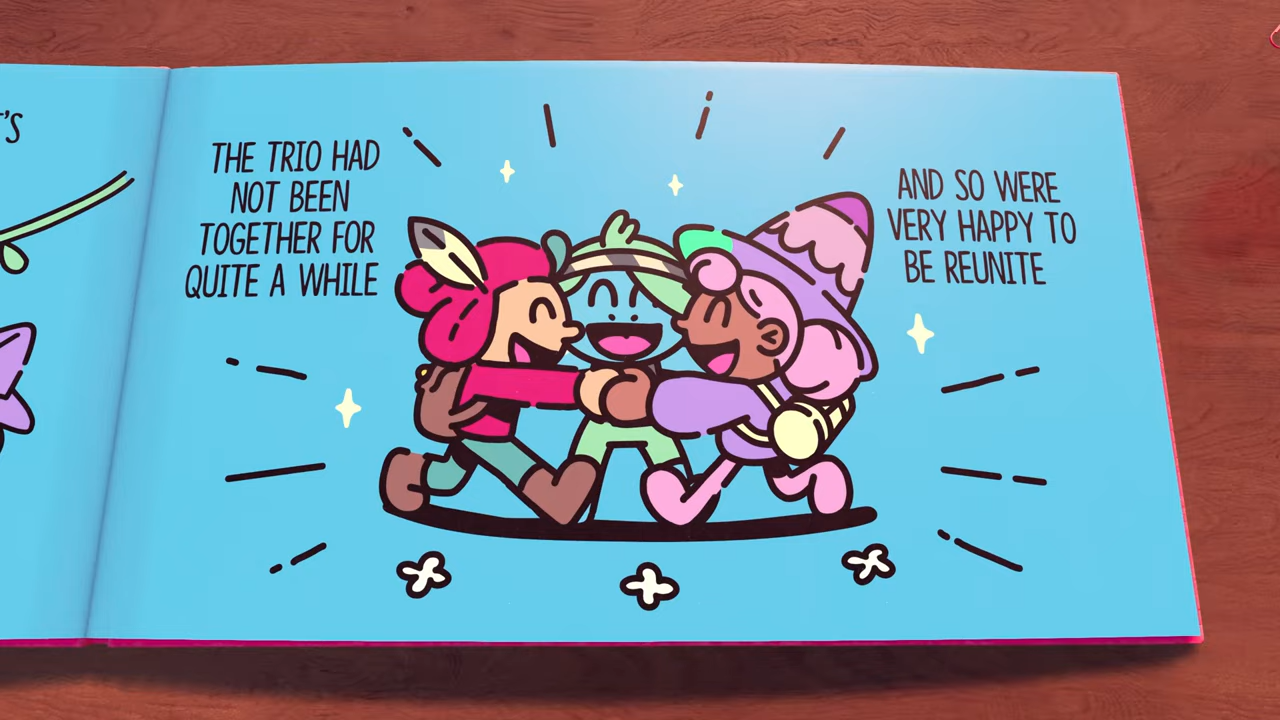 'S
THE TRIO HAD
NOT BEEN
TOGETHER FOR
QUITE A WHILE
AND SO WERE
VERY HAPPY TO
BE REUNITE